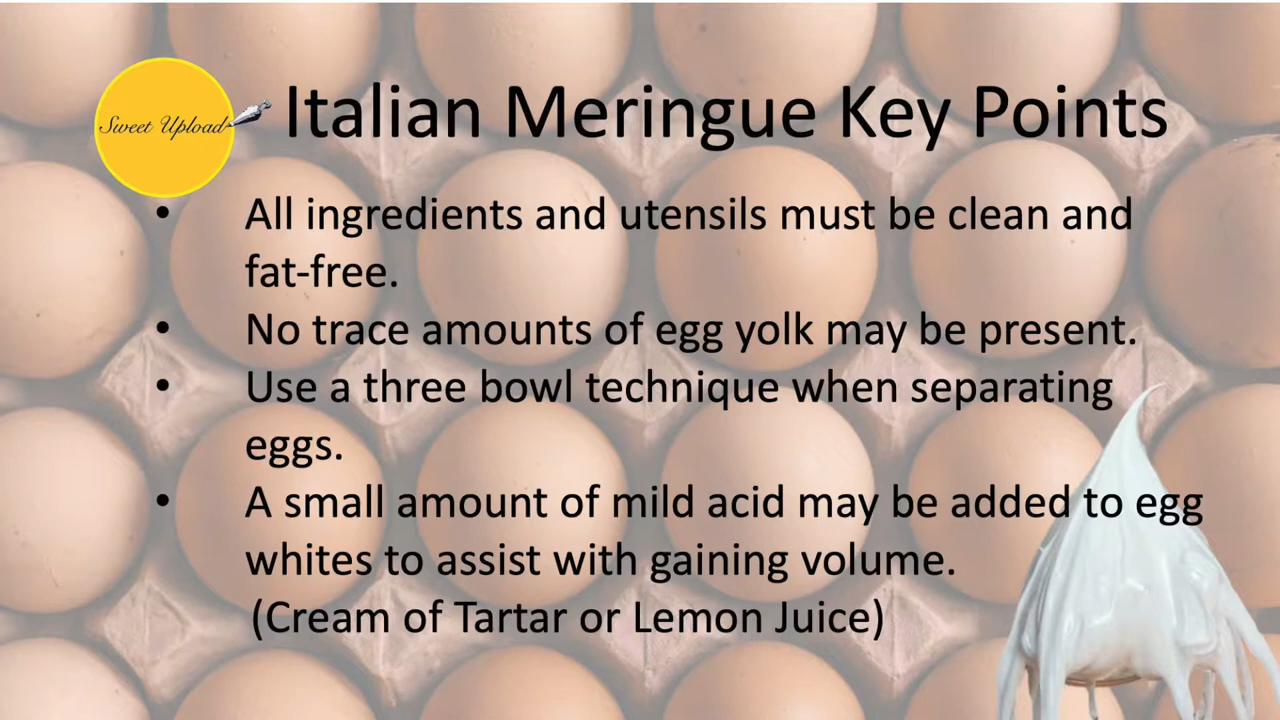 Sweet Upload
Italian Meringue Key Points
• All ingredients and utensils must be clean and
fat-free.
• No trace amounts of egg yolk may be present.
• Use a three bowl technique when separating
eggs.
• A small amount of mild acid may be added to egg
whites to assist with gaining volume.
(Cream of Tartar or Lemon Juice)